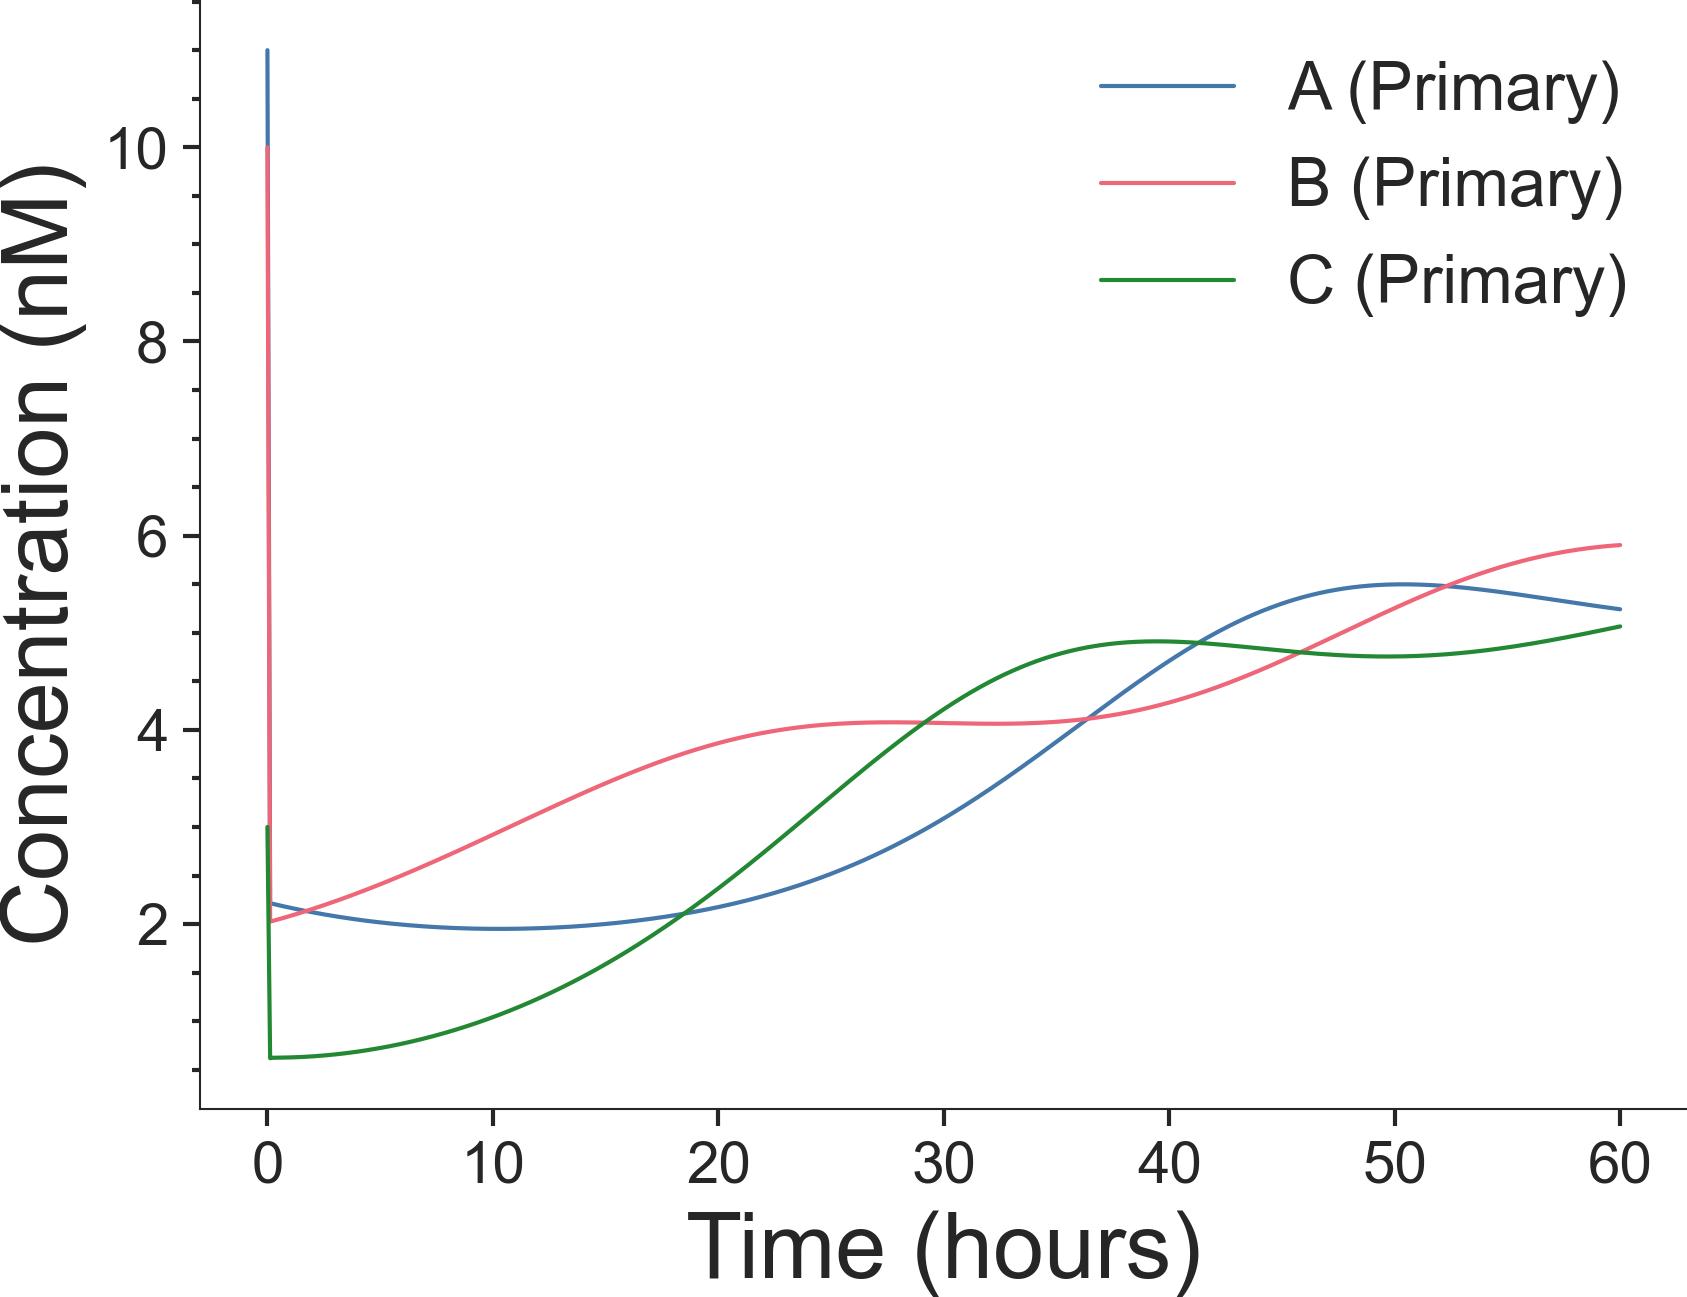 Concentration (nM)
10
8
6
4
2
A (Primary)
B (Primary)
C (Primary)
0 10 20 30 40 50 60
Time (hours)